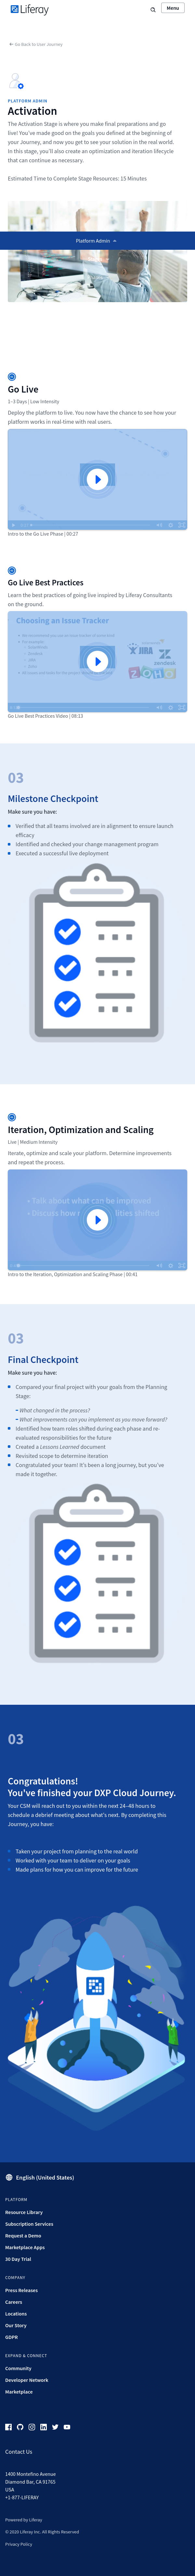 Liferay
Menu
Go Back to User Journey
PLATFORM ADMIN
Activation
The Activation Stage is where you make final preparations and go
live! You've made good on the goals you defined at the beginning of
your Journey, and now you get to see your solution in the real world.
In this stage, you'll also create an optimization and iteration lifecycle
that can continue as necessary.
Estimated Time to Complete Stage Resources: 15 Minutes
Platform Admin
Go Live
1–3 Days | Low Intensity
Deploy the platform to live. You now have the chance to see how your
platform works in real-time with real users.
Intro to the Go Live Phase | 00:27
Go Live Best Practices
Learn the best practices of going live inspired by Liferay Consultants
on the ground.
Choosing an Issue Tracker
JIRA
ZOHO
Go Live Best Practices Video | 08:13
03
Milestone Checkpoint
Make sure you have:
Verified that all teams involved are in alignment to ensure launch
efficacy
Identified and checked your change management program
Executed a successful live deployment
Iteration, Optimization and Scaling
Live | Medium Intensity
Iterate, optimize and scale your platform. Determine improvements
and repeat the process.
• Talk about what can be improved
• Discuss how shifted
Intro to the Iteration, Optimization and Scaling Phase | 00:41
03
Final Checkpoint
Make sure you have:
Compared your final project with your goals from the Planning
Stage:
What changed in the process?
What improvements can you implement as you move forward?
Identified how team roles shifted during each phase and re-
evaluated responsibilities for the future
Created a Lessons Learned document
Revisited scope to determine iteration
Congratulated your team! It's been a long journey, but you've
made it together.
03
Congratulations!
You've finished your DXP Cloud Journey.
Your CSM will reach out to you within the next 24–48 hours to
schedule a debrief meeting about what's next. By completing this
Journey, you have:
Taken your project from planning to the real world
Worked with your team to deliver on your goals
Made plans for how you can improve for the future
English (United States)
PLATFORM
Resource Library
Subscription Services
Request a Demo
Marketplace Apps
30 Day Trial
COMPANY
Press Releases
Careers
Locations
Our Story
GDPR
EXPAND & CONNECT
Community
Developer Network
Marketplace
Contact Us
1400 Montefino Avenue
Diamond Bar, CA 91765
USA
+1-877-LIFERAY
Powered by Liferay
© 2020 Liferay Inc. All Rights Reserved
Privacy Policy